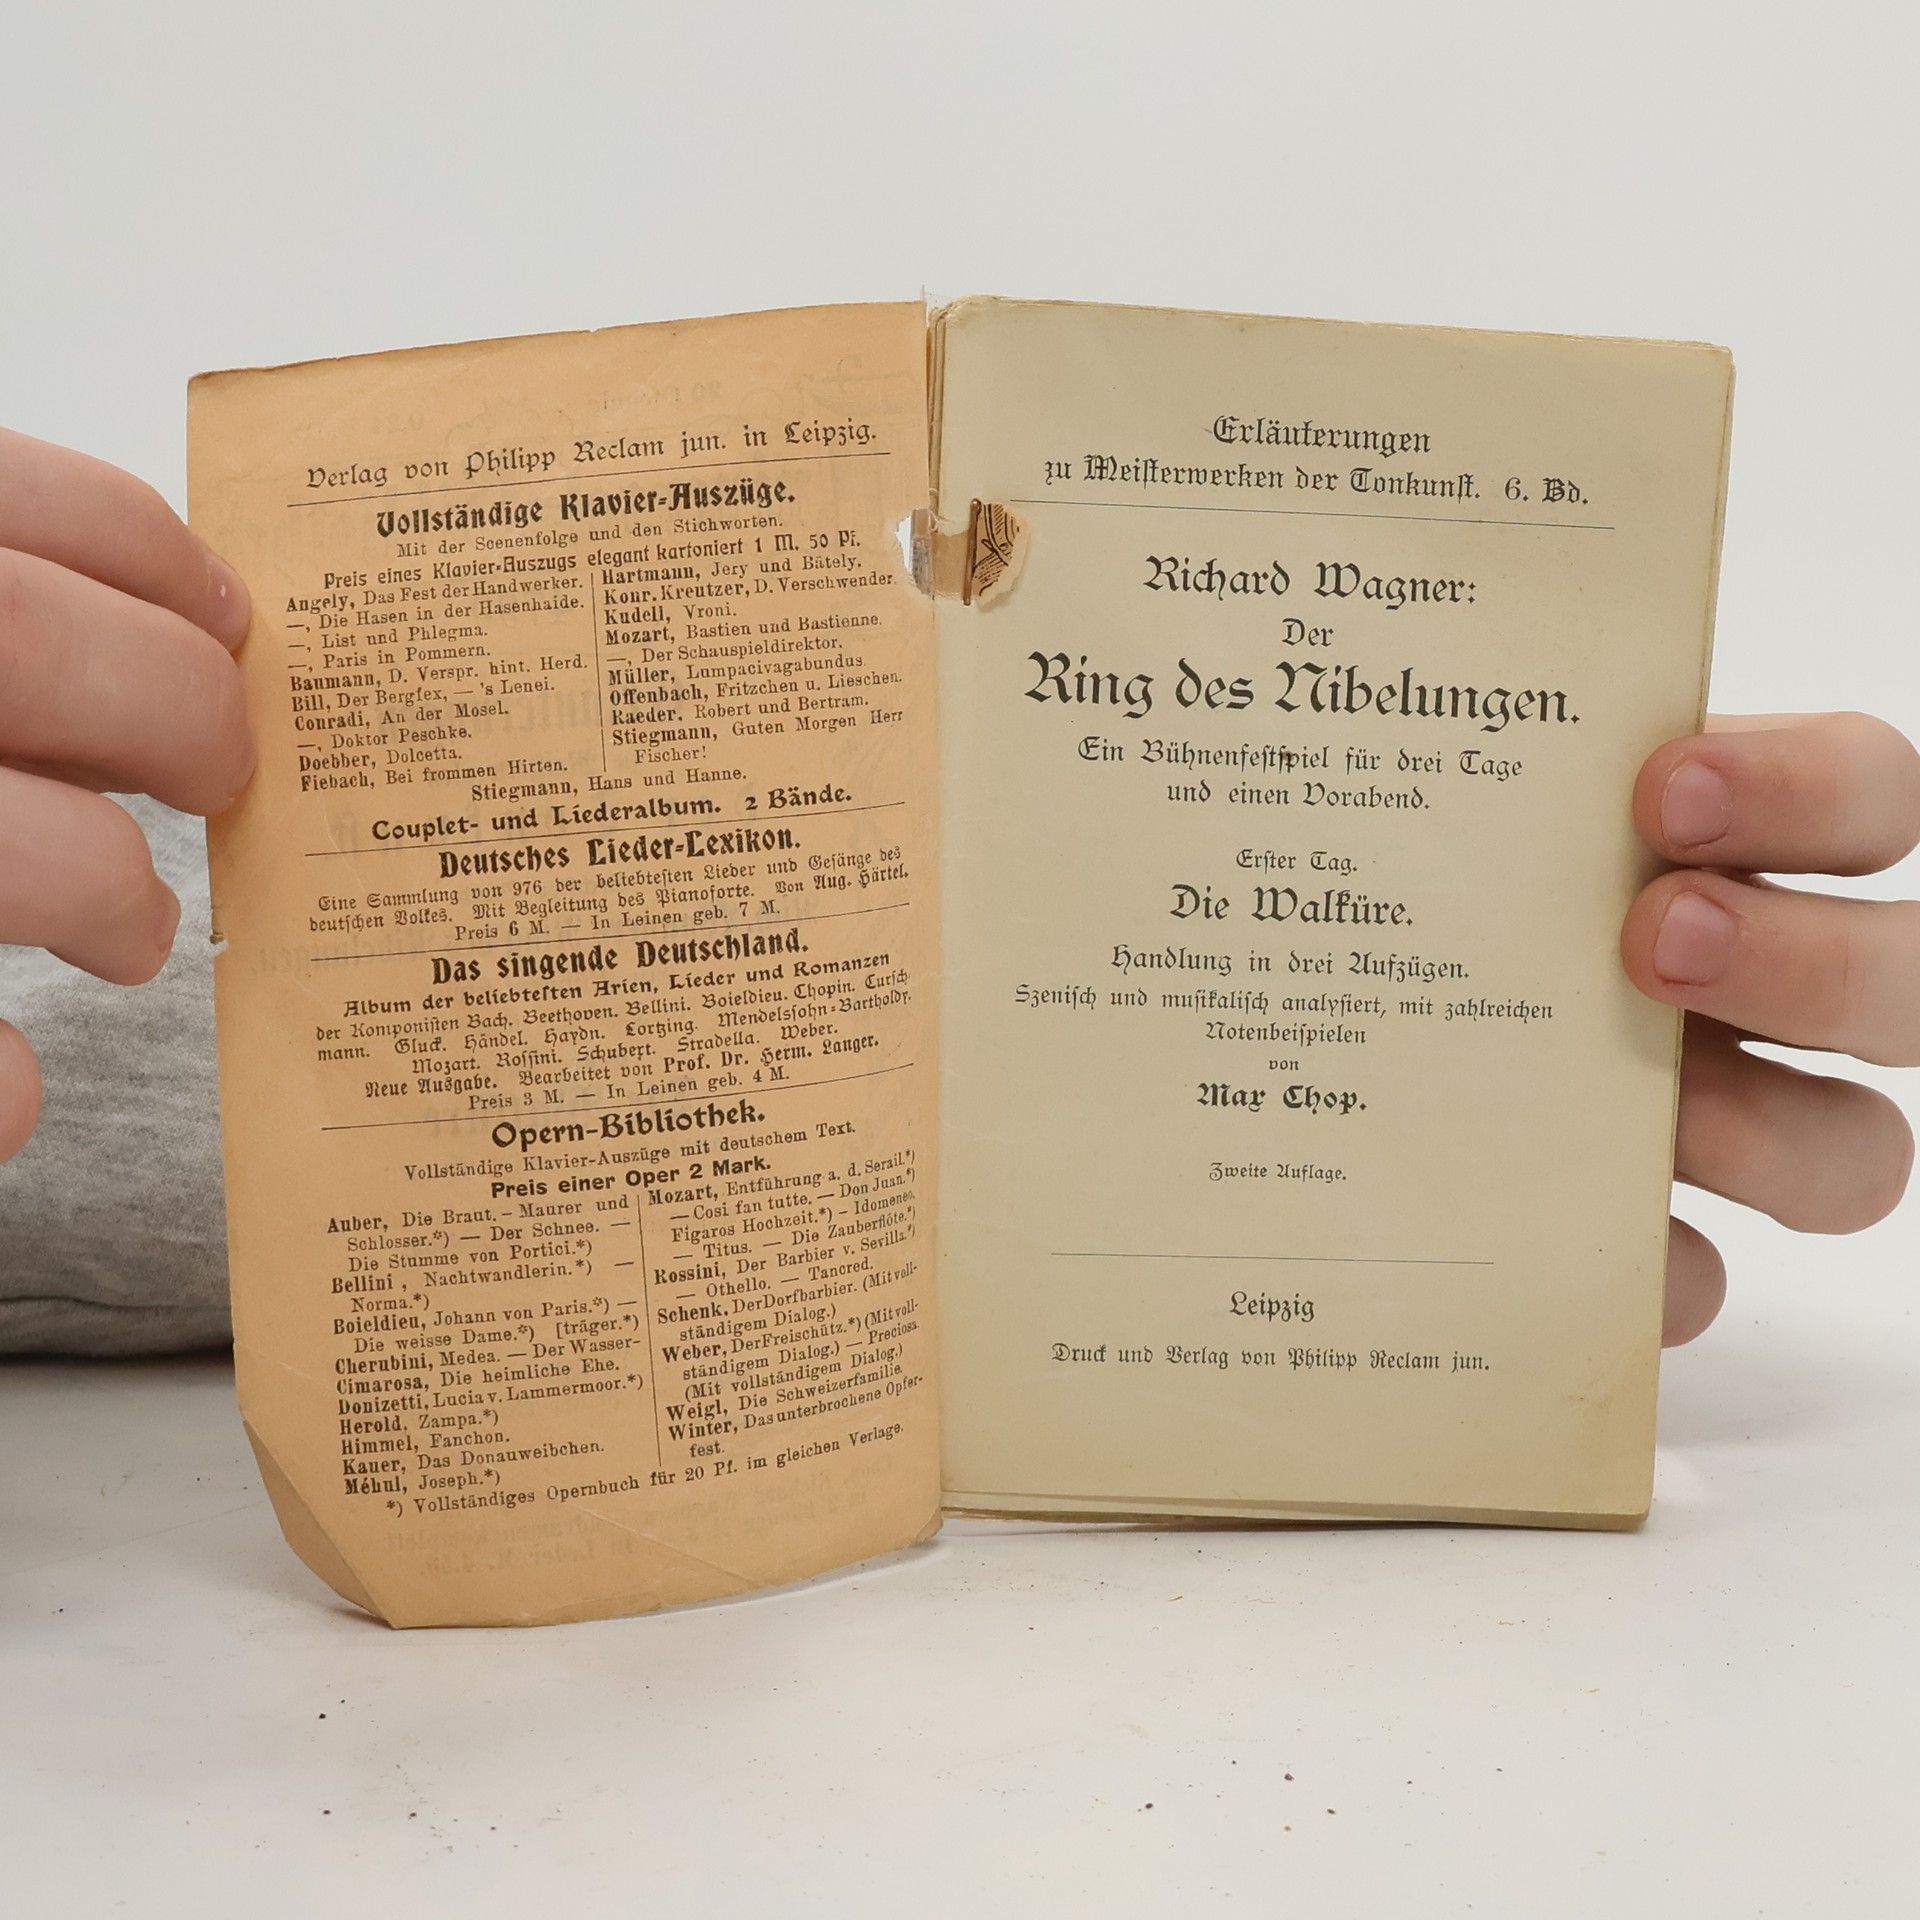 Verlag von Philipp Reclam jun. in Leipzig.
Vollständige Klavier-Auszüge.
Mit der Scenenfolge und den Stichworten.
Preis eines Klavier-Auszugs elegant kartoniert 1 M. 50 Pf.
Angely, Das Fest der Handwerker.
—, Die Hasen in der Hasenhaide.
—, List und Phlegma.
—, Paris in Pommern.
Baumann, D. Verspr. hint. Herd.
Bill, Der Bergfex, — 's Lenei.
Conradi, An der Mosel.
—, Doktor Peschke.
Doebber, Dolcetta.
Fiebach, Bei frommen Hirten.
Hartmann, Jery und Bätely.
Konr. Kreutzer, D. Verschwender.
Kudell, Vroni.
Mozart, Bastien und Bastienne.
—, Der Schauspieldirektor.
Müller, Lumpacivagabundus.
Offenbach, Fritzchen u. Lieschen.
Raeder, Robert und Bertram.
Stiegmann, Guten Morgen Herr
Fischer!
Stiegmann, Hans und Hanne.
Couplet- und Liederalbum. 2 Bände.
Deutsches Lieder-Lexikon.
Eine Sammlung von 976 der beliebtesten Lieder und Gesänge des
deutschen Volkes. Mit Begleitung des Pianoforte. Von Aug. Härtel.
Preis 6 M. — In Leinen geb. 7 M.
Das singende Deutschland.
Album der beliebtesten Arien, Lieder und Romanzen
der Komponisten Bach. Beethoven. Bellini. Boieldieu. Chopin. Cursch-
mann. Gluck. Händel. Haydn. Lortzing. Mendelssohn-Bartholdy.
Mozart. Rossini. Schubert. Stradella. Weber.
Neue Ausgabe. Bearbeitet von Prof. Dr. Herm. Langer.
Preis 3 M. — In Leinen geb. 4 M.
Opern-Bibliothek.
Vollständige Klavier-Auszüge mit deutschem Text.
Preis einer Oper 2 Mark.
Auber, Die Braut. – Maurer und
Schlosser.*) — Der Schnee. —
Die Stumme von Portici.*)
Bellini, Nachtwandlerin.*) —
Norma.*)
Boieldieu, Johann von Paris.*) —
Die weisse Dame.*) [träger.*)
Cherubini, Medea. — Der Wasser-
Cimarosa, Die heimliche Ehe.
Donizetti, Lucia v. Lammermoor.*)
Herold, Zampa.*)
Himmel, Fanchon.
Kauer, Das Donauweibchen.
Méhul, Joseph.*)
Mozart, Entführung a. d. Serail.*)
— Cosi fan tutte. — Don Juan.*)
Figaros Hochzeit.*) – Idomeneo.
— Titus. — Die Zauberflöte.*)
Rossini, Der Barbier v. Sevilla.*)
— Othello. — Tancred.
Schenk, Der Dorfbarbier. (Mit voll-
ständigem Dialog.)
Weber, Der Freischütz.*) (Mit voll-
ständigem Dialog.) — Preciosa.
(Mit vollständigem Dialog.)
Weigl, Die Schweizerfamilie.
Winter, Das unterbrochene Opfer-
fest.
*) Vollständiges Opernbuch für 20 Pf. im gleichen Verlage.
Erläuterungen
zu Meisterwerken der Tonkunst. 6. Bd.
Richard Wagner:
Der
Ring des Nibelungen.
Ein Bühnenfestspiel für drei Tage
und einen Vorabend.
Erster Tag.
Die Walküre.
Handlung in drei Aufzügen.
Szenisch und musikalisch analysiert, mit zahlreichen
Notenbeispielen
von
Max Chop.
Zweite Auflage.
Leipzig
Druck und Verlag von Philipp Reclam jun.